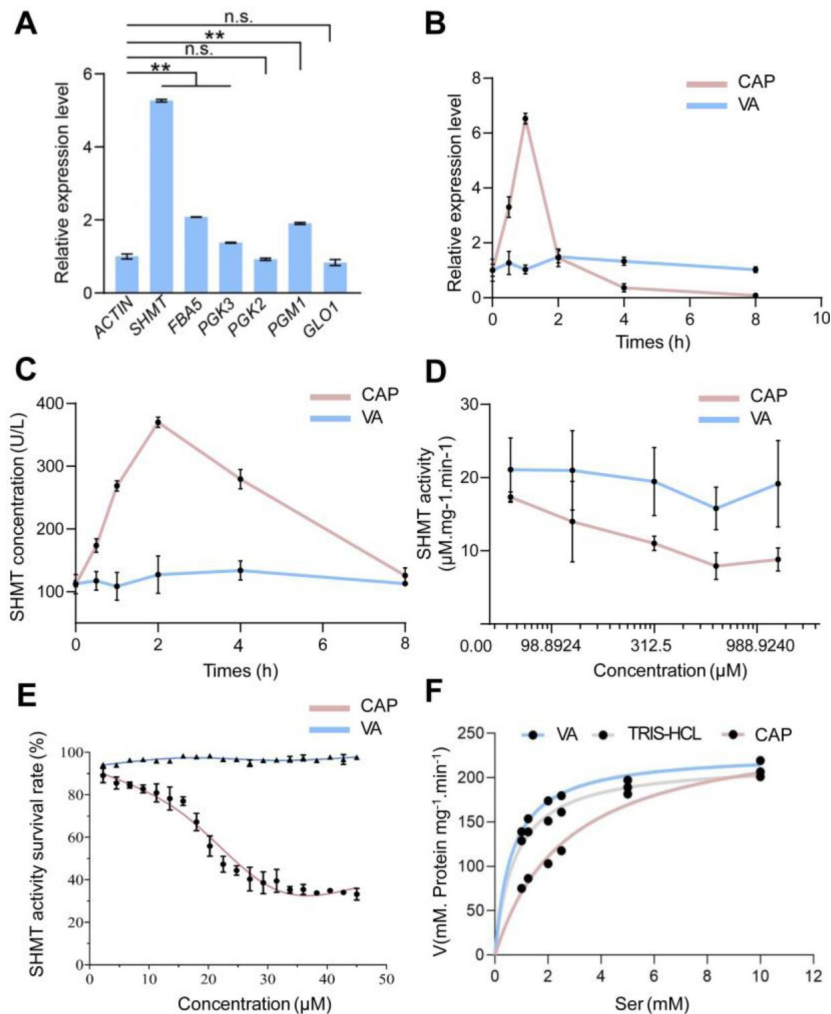 A
n.s.
**
n.s.
**
Relative expression level
6
4
2
0
ACTIN
SHMT
FBA5
PGK3
PGK2
PGM1
GLO1
B
CAP
VA
Relative expression level
8
6
4
2
0
0
2
4
6
8
10
Times (h)
C
CAP
VA
SHMT concentration (U/L)
400
300
200
100
0
2
4
6
8
Times (h)
D
CAP
VA
SHMT activity
(µM.mg-1.min-1)
30
20
10
0.00
98.8924
312.5
988.9240
Concentration (µM)
E
CAP
VA
SHMT activity survival rate (%)
100
90
80
70
60
50
40
30
20
10
0
0
10
20
30
40
50
Concentration (µM)
F
VA
TRIS-HCL
CAP
V(mM. Protein mg⁻¹.min⁻¹)
250
200
150
100
50
0
0
2
4
6
8
10
12
Ser (mM)